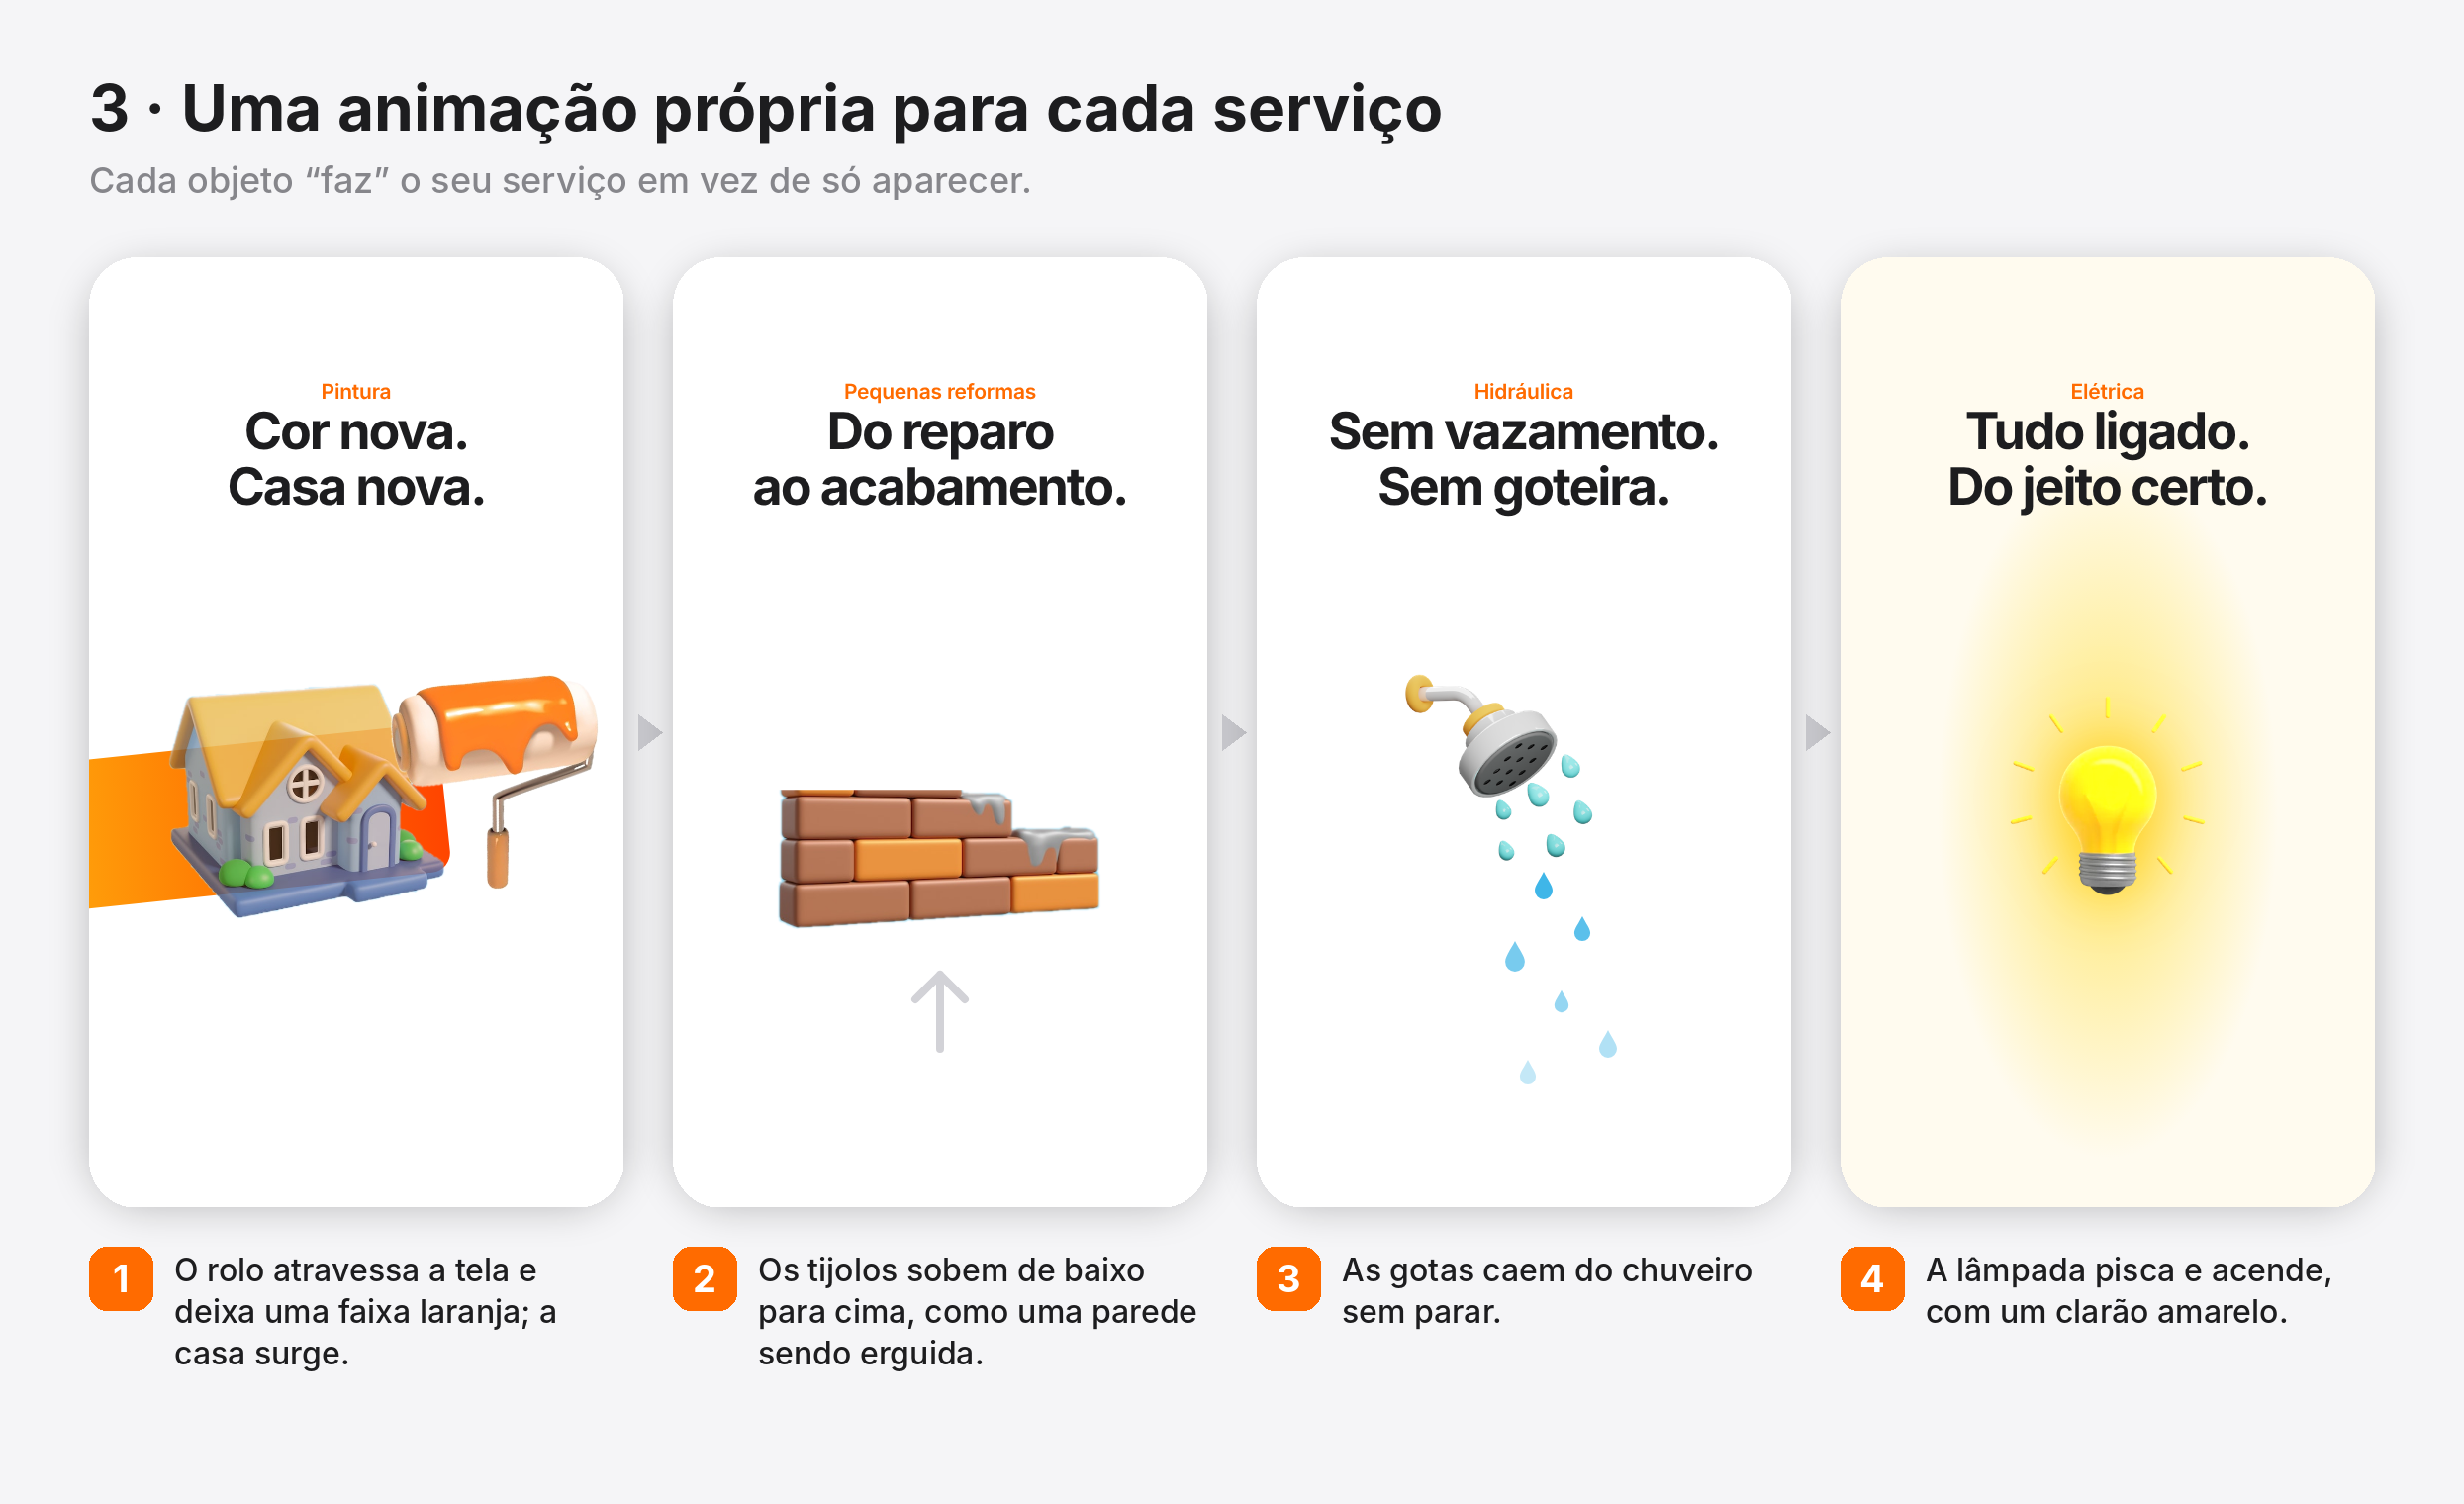 3 · Uma animação própria para cada serviço
Cada objeto “faz” o seu serviço em vez de só aparecer.
Pintura
Cor nova.
Casa nova.
Pequenas reformas
Do reparo
ao acabamento.
Hidráulica
Sem vazamento.
Sem goteira.
Elétrica
Tudo ligado.
Do jeito certo.
1
O rolo atravessa a tela e
deixa uma faixa laranja; a
casa surge.
2
Os tijolos sobem de baixo
para cima, como uma parede
sendo erguida.
3
As gotas caem do chuveiro
sem parar.
4
A lâmpada pisca e acende,
com um clarão amarelo.